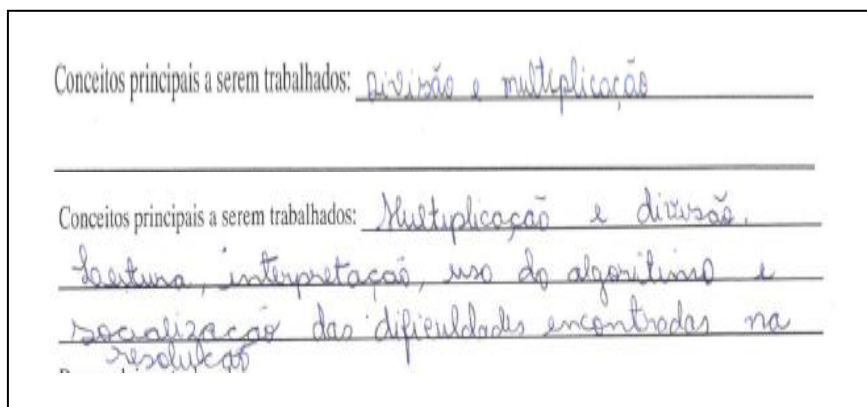 Conceitos principais a serem trabalhados: Divisão e multiplicação
Conceitos principais a serem trabalhados: Multiplicação e divisão.
Leitura, interpretação, uso do algorítimo e
socialização das dificuldades encontradas na
resolução